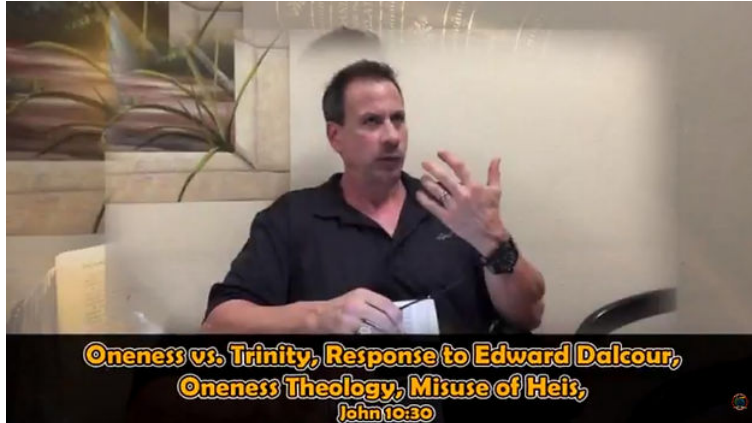 Oneness vs. Trinity, Response to Edward Dalcour,
Oneness Theology, Misuse of Heis,
John 10:30